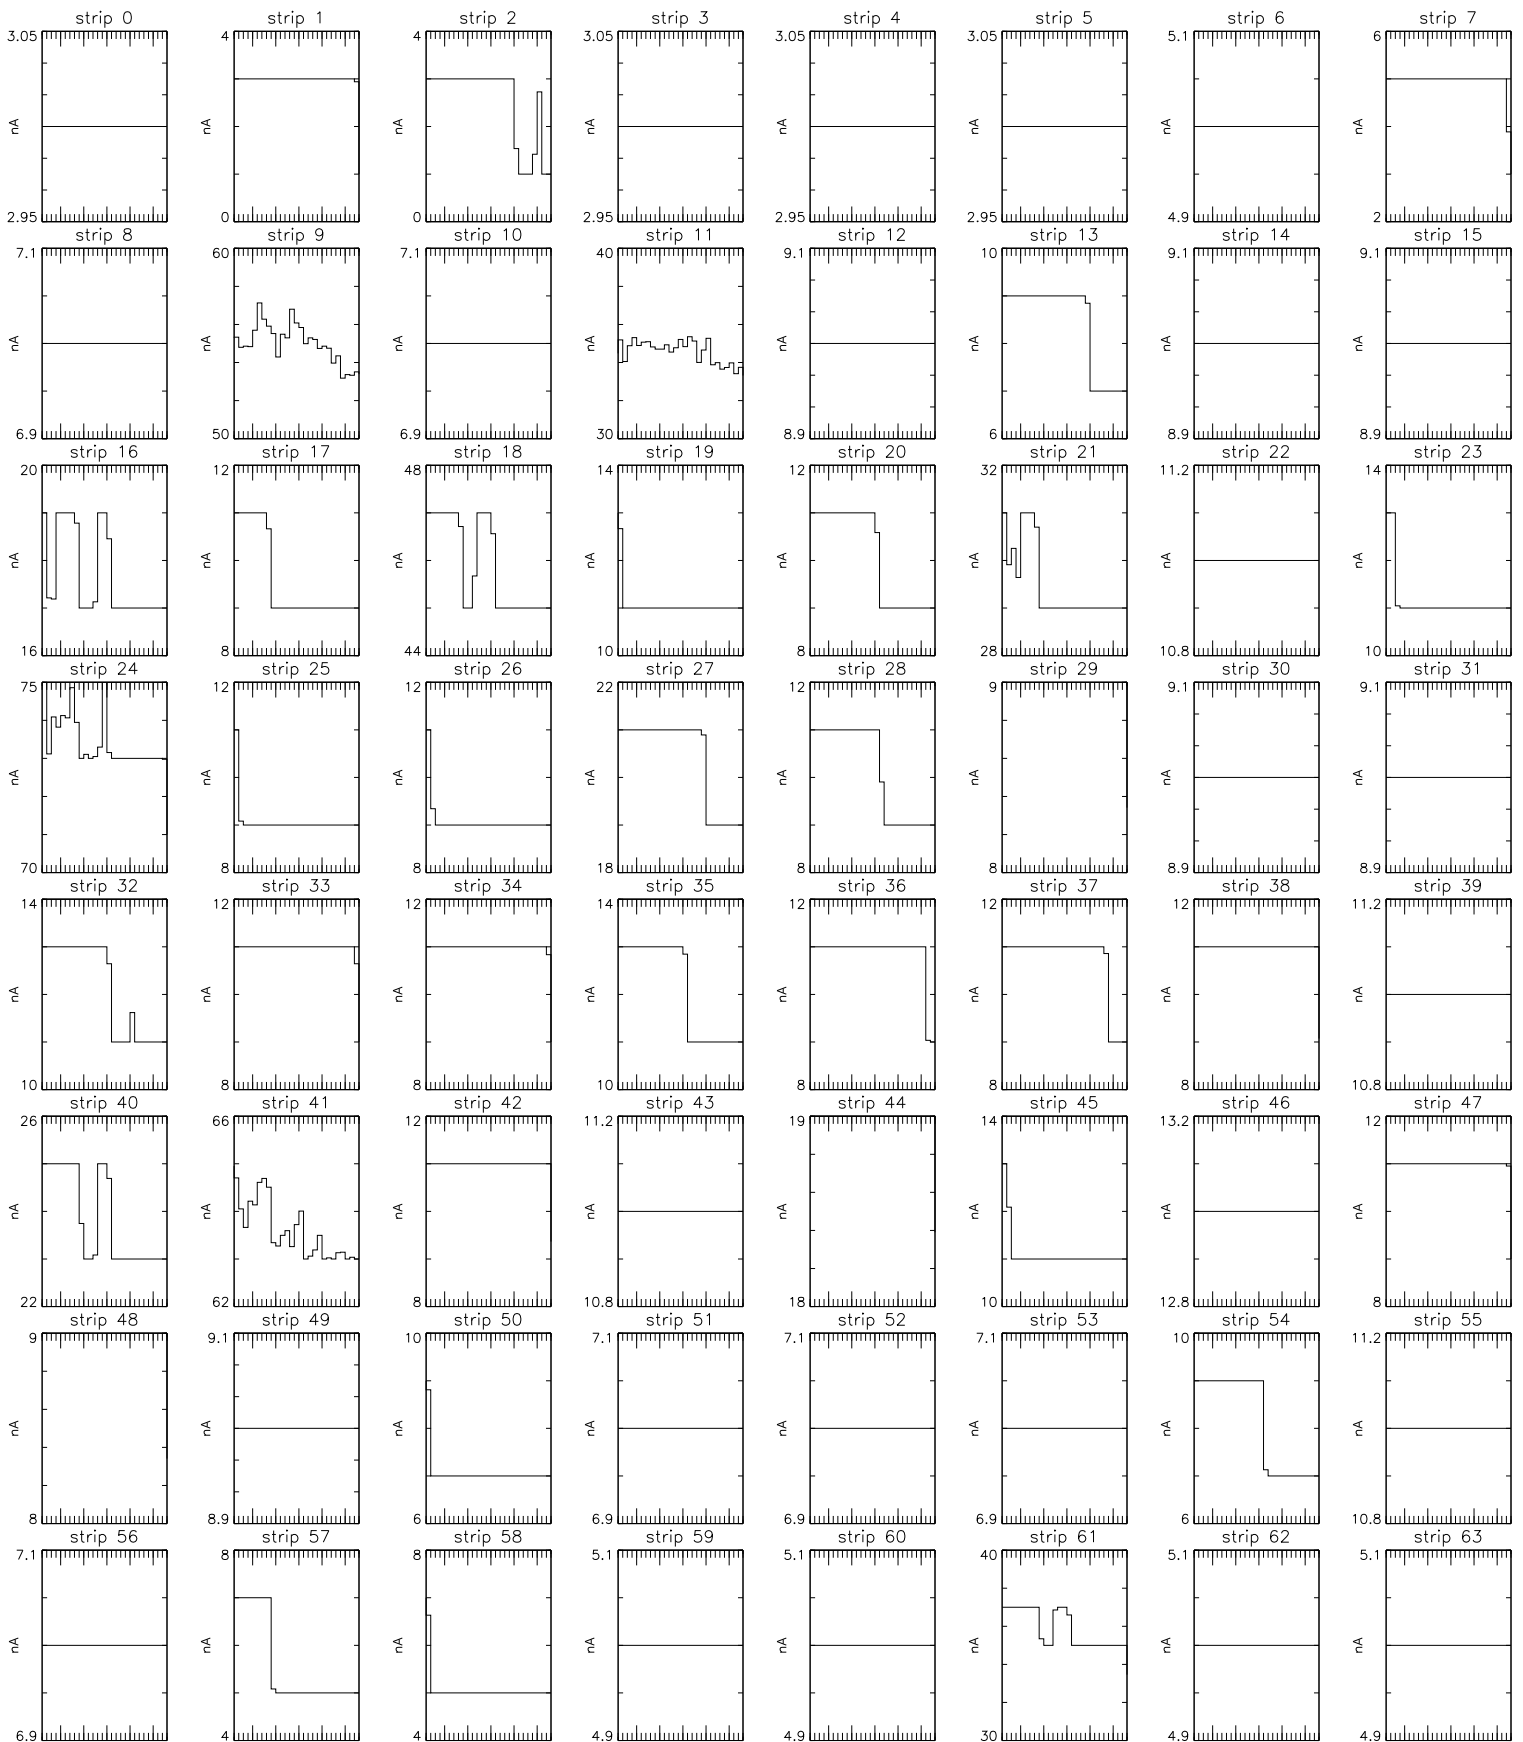 strip 0 strip 1 strip 2 strip 3 strip 4 strip 5 strip 6 strip 7
3.05 4 4 3.05 3.05 3.05 5.1 6
nA nA nA nA nA nA nA nA
2.95 0 0 2.95 2.95 2.95 4.9 2
strip 8 strip 9 strip 10 strip 11 strip 12 strip 13 strip 14 strip 15
7.1 60 7.1 40 9.1 10 9.1 9.1
nA nA nA nA nA nA nA nA
6.9 50 6.9 30 8.9 6 8.9 8.9
strip 16 strip 17 strip 18 strip 19 strip 20 strip 21 strip 22 strip 23
20 12 48 14 12 32 11.2 14
nA nA nA nA nA nA nA nA
16 8 44 10 8 28 10.8 10
strip 24 strip 25 strip 26 strip 27 strip 28 strip 29 strip 30 strip 31
75 12 12 22 12 9 9.1 9.1
nA nA nA nA nA nA nA nA
70 8 8 18 8 8 8.9 8.9
strip 32 strip 33 strip 34 strip 35 strip 36 strip 37 strip 38 strip 39
14 12 12 14 12 12 12 11.2
nA nA nA nA nA nA nA nA
10 8 8 10 8 8 8 10.8
strip 40 strip 41 strip 42 strip 43 strip 44 strip 45 strip 46 strip 47
26 66 12 11.2 19 14 13.2 12
nA nA nA nA nA nA nA nA
22 62 8 10.8 18 10 12.8 8
strip 48 strip 49 strip 50 strip 51 strip 52 strip 53 strip 54 strip 55
9 9.1 10 7.1 7.1 7.1 10 11.2
nA nA nA nA nA nA nA nA
8 8.9 6 6.9 6.9 6.9 6 10.8
strip 56 strip 57 strip 58 strip 59 strip 60 strip 61 strip 62 strip 63
7.1 8 8 5.1 5.1 40 5.1 5.1
nA nA nA nA nA nA nA nA
6.9 4 4 4.9 4.9 30 4.9 4.9